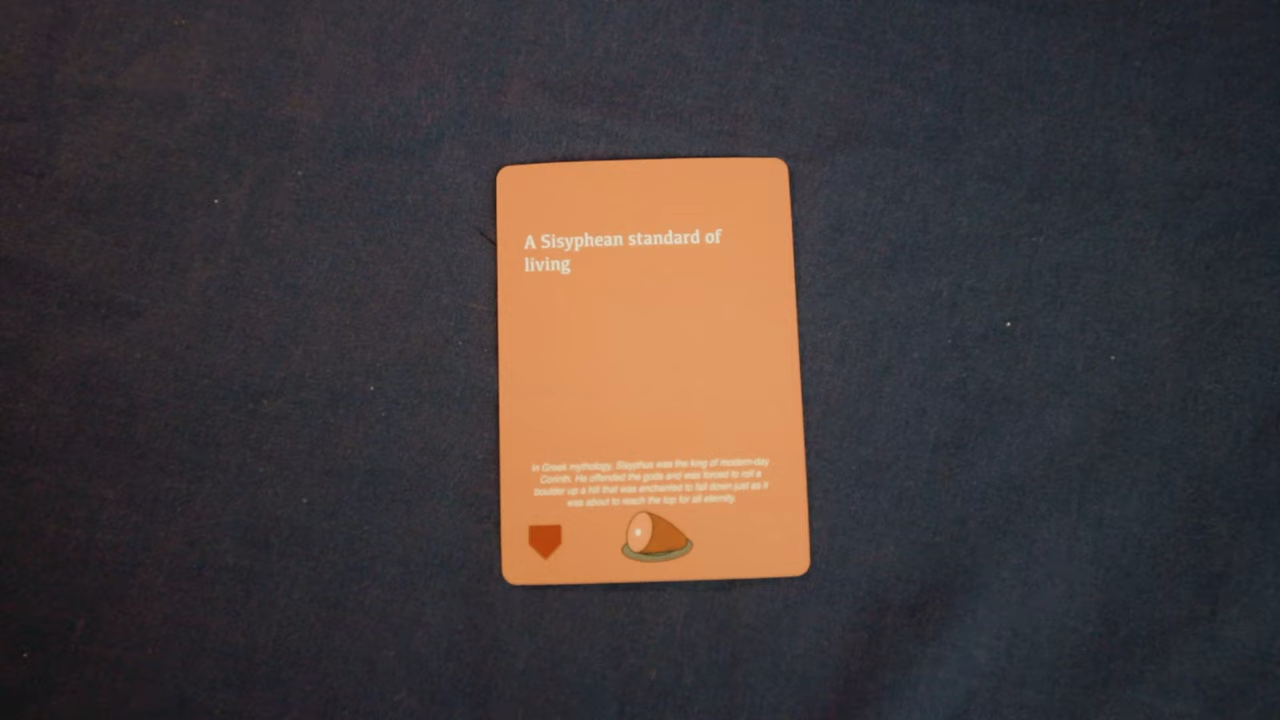 A Sisyphean standard of
living
In Greek mythology, Sisyphus was the king of modern-day
Corinth. He offended the gods and was forced to roll a
boulder up a hill that was enchanted to fall down just as it
was about to reach the top for all eternity.